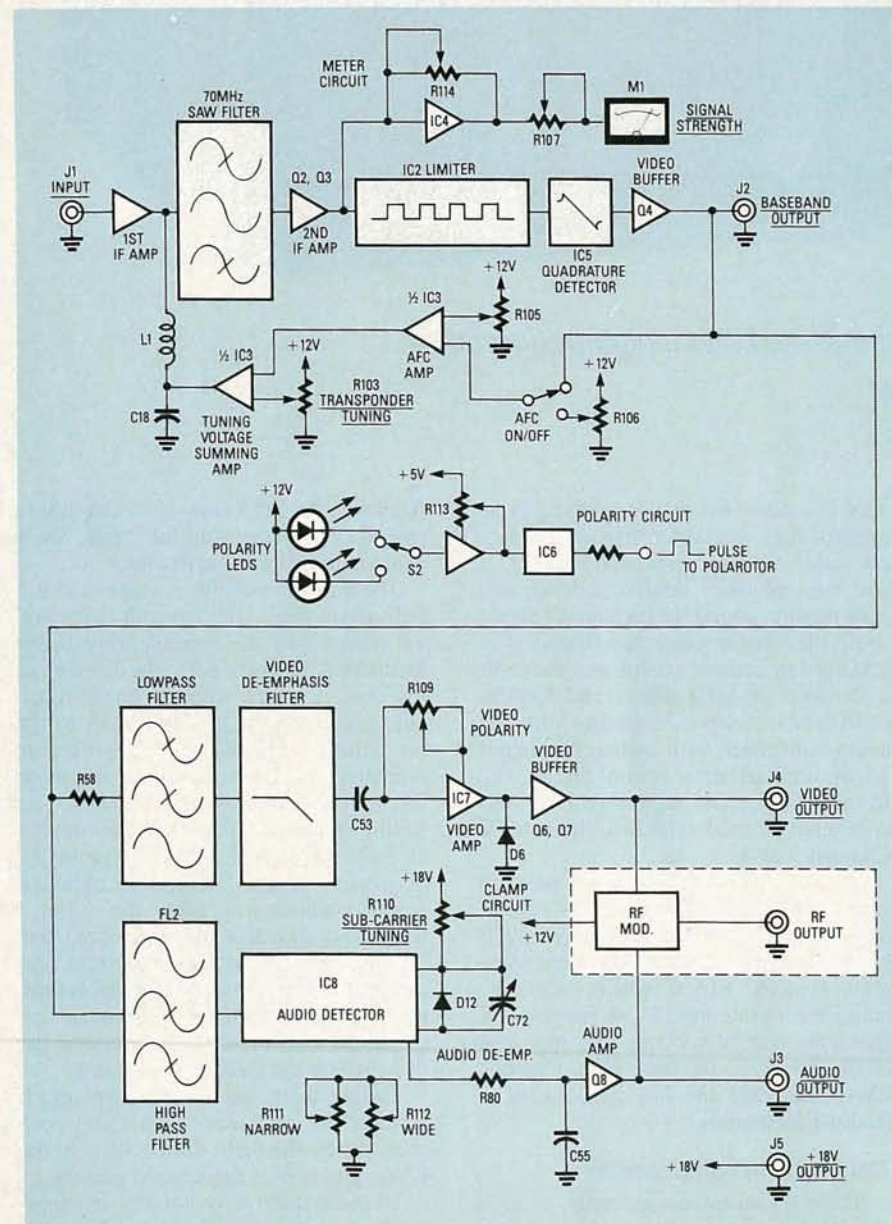 METER
CIRCUIT
R114
IC4
R107
M1
SIGNAL
STRENGTH
70MHz
SAW FILTER
J1
INPUT
1ST
IF AMP
Q2, Q3
2ND
IF AMP
IC2 LIMITER
IC5
QUADRATURE
DETECTOR
VIDEO
BUFFER
Q4
J2
BASEBAND
OUTPUT
L1
C18
½ IC3
TUNING
VOLTAGE
SUMMING
AMP
+12V
R103
TRANSPONDER
TUNING
½ IC3
AFC
AMP
+12V
R105
AFC
ON/OFF
+12V
R106
+12V
POLARITY
LEDS
S2
+5V
R113
IC6
POLARITY CIRCUIT
PULSE
TO POLAROTOR
R58
LOWPASS
FILTER
VIDEO
DE-EMPHASIS
FILTER
C53
R109
VIDEO
POLARITY
IC7
VIDEO
AMP
D6
CLAMP
CIRCUIT
VIDEO
BUFFER
Q6, Q7
J4
VIDEO
OUTPUT
RF
MOD.
+12V
RF
OUTPUT
FL2
HIGH
PASS
FILTER
IC8
AUDIO DETECTOR
+18V
R110
SUB-CARRIER
TUNING
D12
C72
R111
NARROW
R112
WIDE
AUDIO DE-EMP.
R80
C55
AUDIO
AMP
Q8
J3
AUDIO
OUTPUT
J5
+18V
+18V
OUTPUT